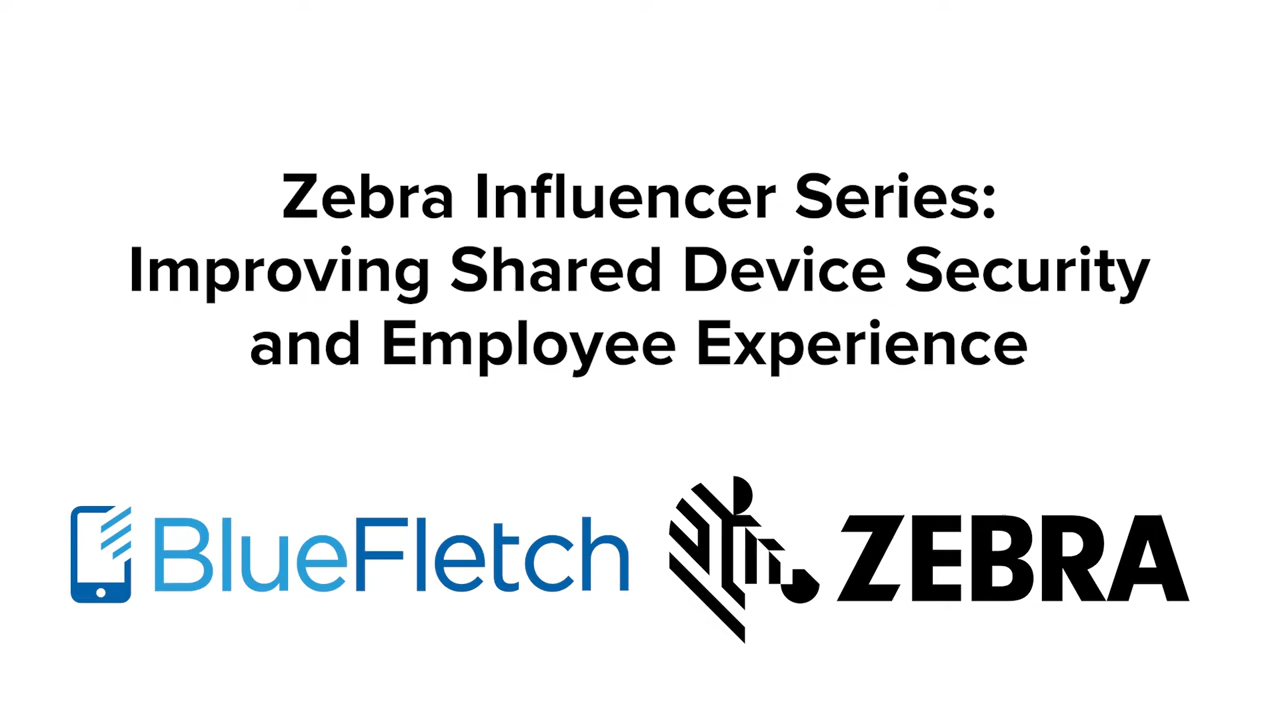 Zebra Influencer Series:
Improving Shared Device Security
and Employee Experience
BlueFletch
ZEBRA